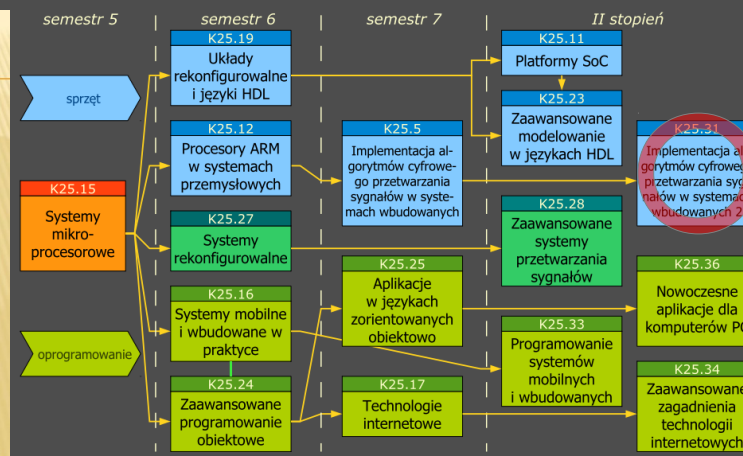 semestr 5
semestr 6
semestr 7
II stopień
sprzęt
K25.15
Systemy
mikro-
procesorowe
oprogramowanie
K25.19
Układy
rekonfigurowalne
i języki HDL
K25.12
Procesory ARM
w systemach
przemysłowych
K25.27
Systemy
rekonfigurowalne
K25.16
Systemy mobilne
i wbudowane w
praktyce
K25.24
Zaawansowane
programowanie
obiektowe
K25.5
Implementacja al-
gorytmów cyfrowe-
go przetwarzania
sygnałów w syste-
mach wbudowanych
K25.25
Aplikacje
w językach
zorientowanych
obiektowo
K25.17
Technologie
internetowe
K25.11
Platformy SoC
K25.23
Zaawansowane
modelowanie
w językach HDL
K25.28
Zaawansowane
systemy
przetwarzania
sygnałów
K25.33
Programowanie
systemów
mobilnych
i wbudowanych
K25.31
Implementacja al
gorytmów cyfroweg
przetwarzania syg
nałów w systemac
wbudowanych 2
K25.36
Nowoczesne
aplikacje dla
komputerów PC
K25.34
Zaawansowane
zagadnienia
technologii
internetowych